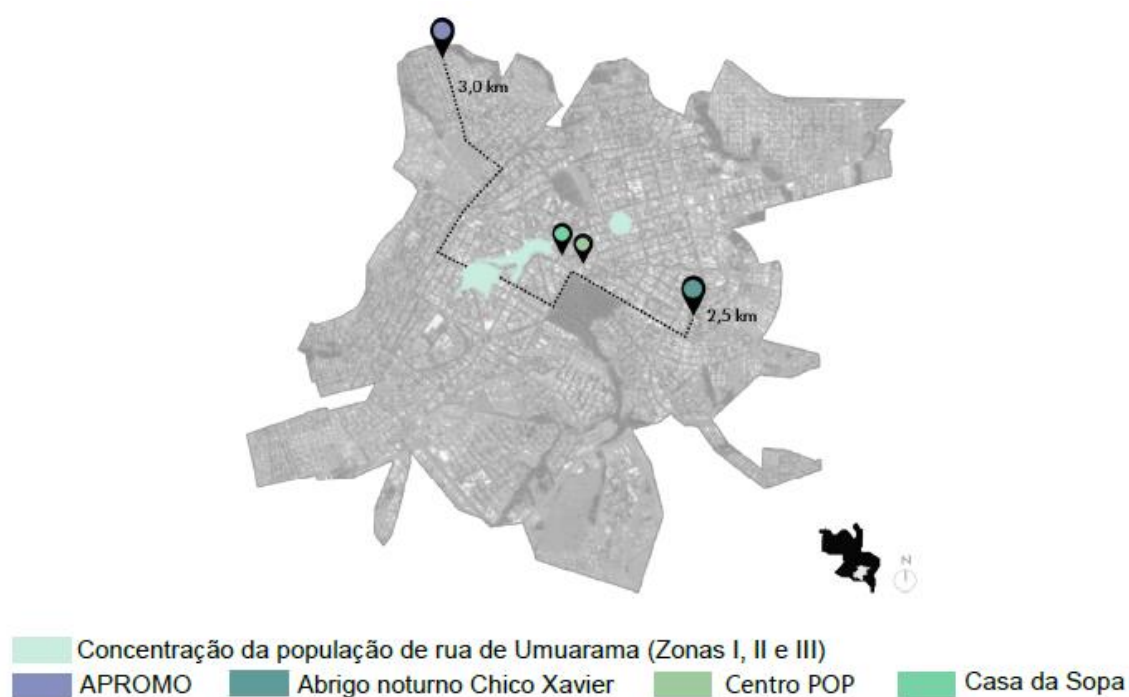 3,0 km
2,5 km
N
Concentração da população de rua de Umuarama (Zonas I, II e III)
APROMO Abrigo noturno Chico Xavier Centro POP Casa da Sopa